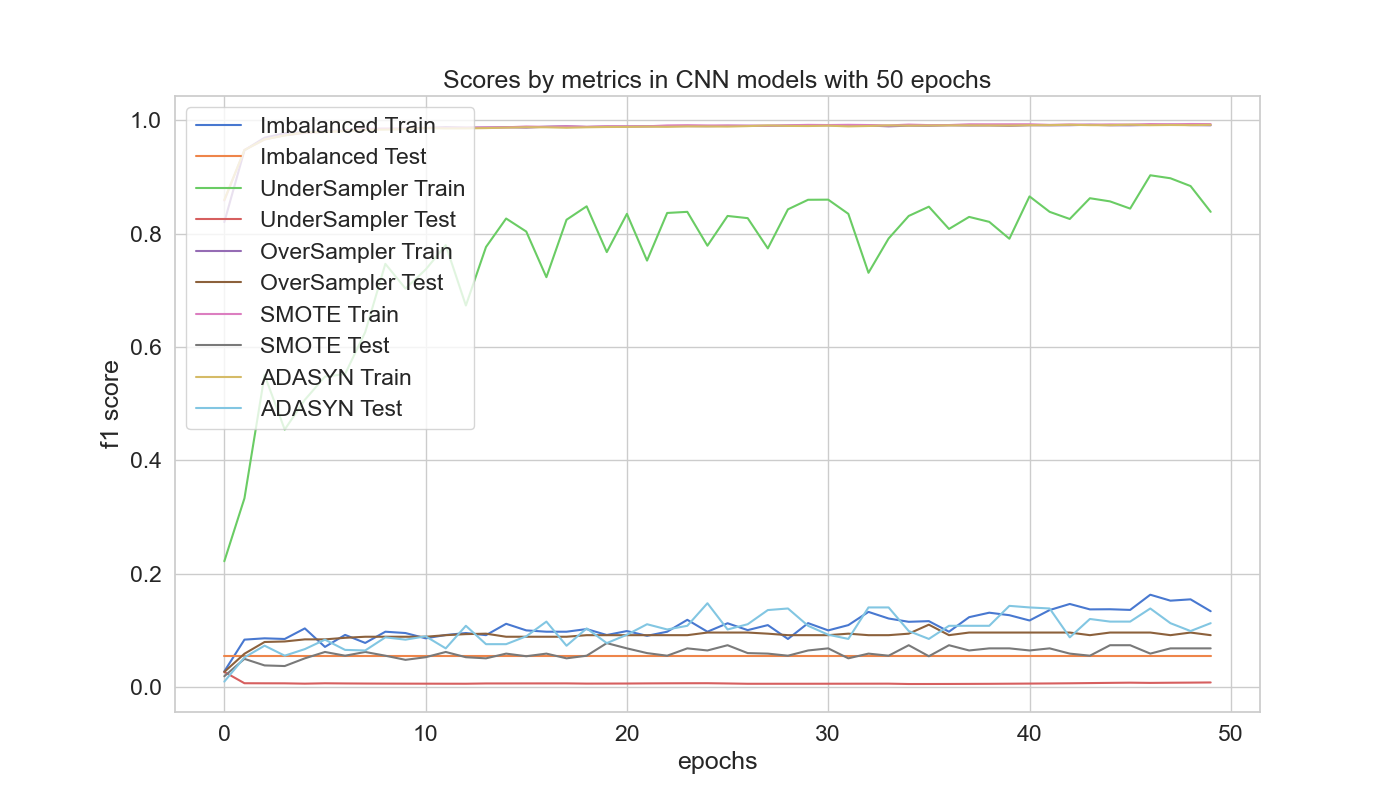 Scores by metrics in CNN models with 50 epochs
1.0
0.8
0.6
0.4
0.2
0.0
f1 score
Imbalanced Train
Imbalanced Test
UnderSampler Train
UnderSampler Test
OverSampler Train
OverSampler Test
SMOTE Train
SMOTE Test
ADASYN Train
ADASYN Test
0 10 20 30 40 50
epochs